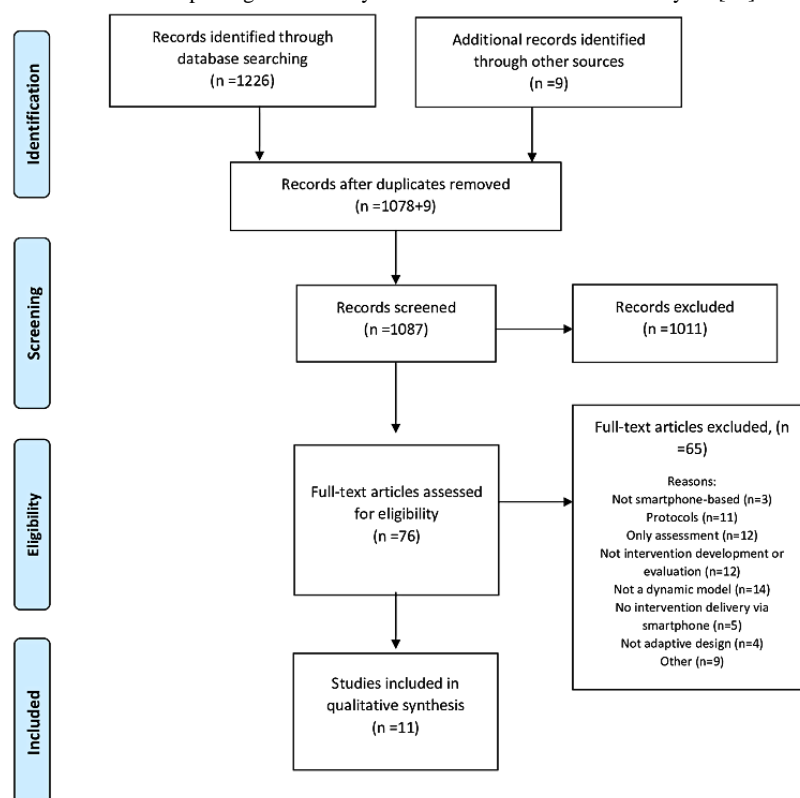 Records identified through
database searching
(n =1226)
Additional records identified
through other sources
(n =9)
Identification
Records after duplicates removed
(n =1078+9)
Screening
Records screened
(n =1087)
Records excluded
(n =1011)
Eligibility
Full-text articles assessed
for eligibility
(n =76)
Full-text articles excluded, (n
=65)
Reasons:
Not smartphone-based (n=3)
Protocols (n=11)
Only assessment (n=12)
Not intervention development or
evaluation (n=12)
Not a dynamic model (n=14)
No intervention delivery via
smartphone (n=5)
Not adaptive design (n=4)
Other (n=9)
Included
Studies included in
qualitative synthesis
(n =11)